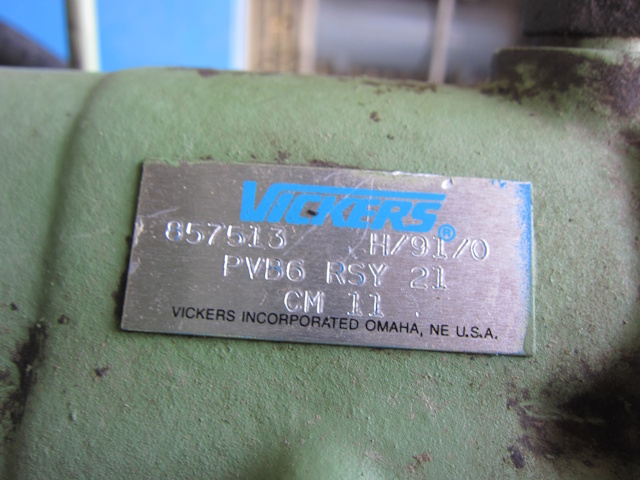 VICKERS®
857513 H/91/0
PVB6 RSY 21
CM 11
VICKERS INCORPORATED OMAHA, NE U.S.A.